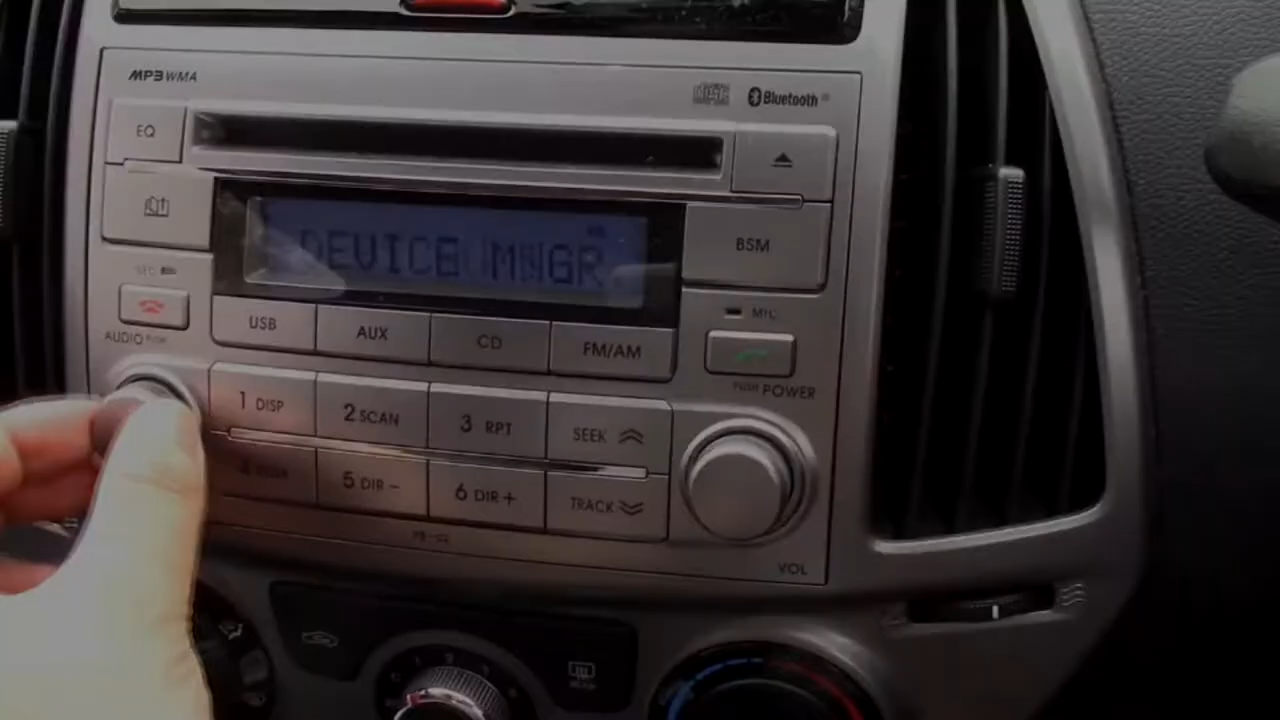 MP3 WMA
Bluetooth
EQ
DEVICE MNGR
BSM
MIC
USB
AUX
CD
FM/AM
AUDIO
PUSH POWER
1 DISP
2 SCAN
3 RPT
SEEK
5 DIR -
6 DIR +
TRACK
VOL